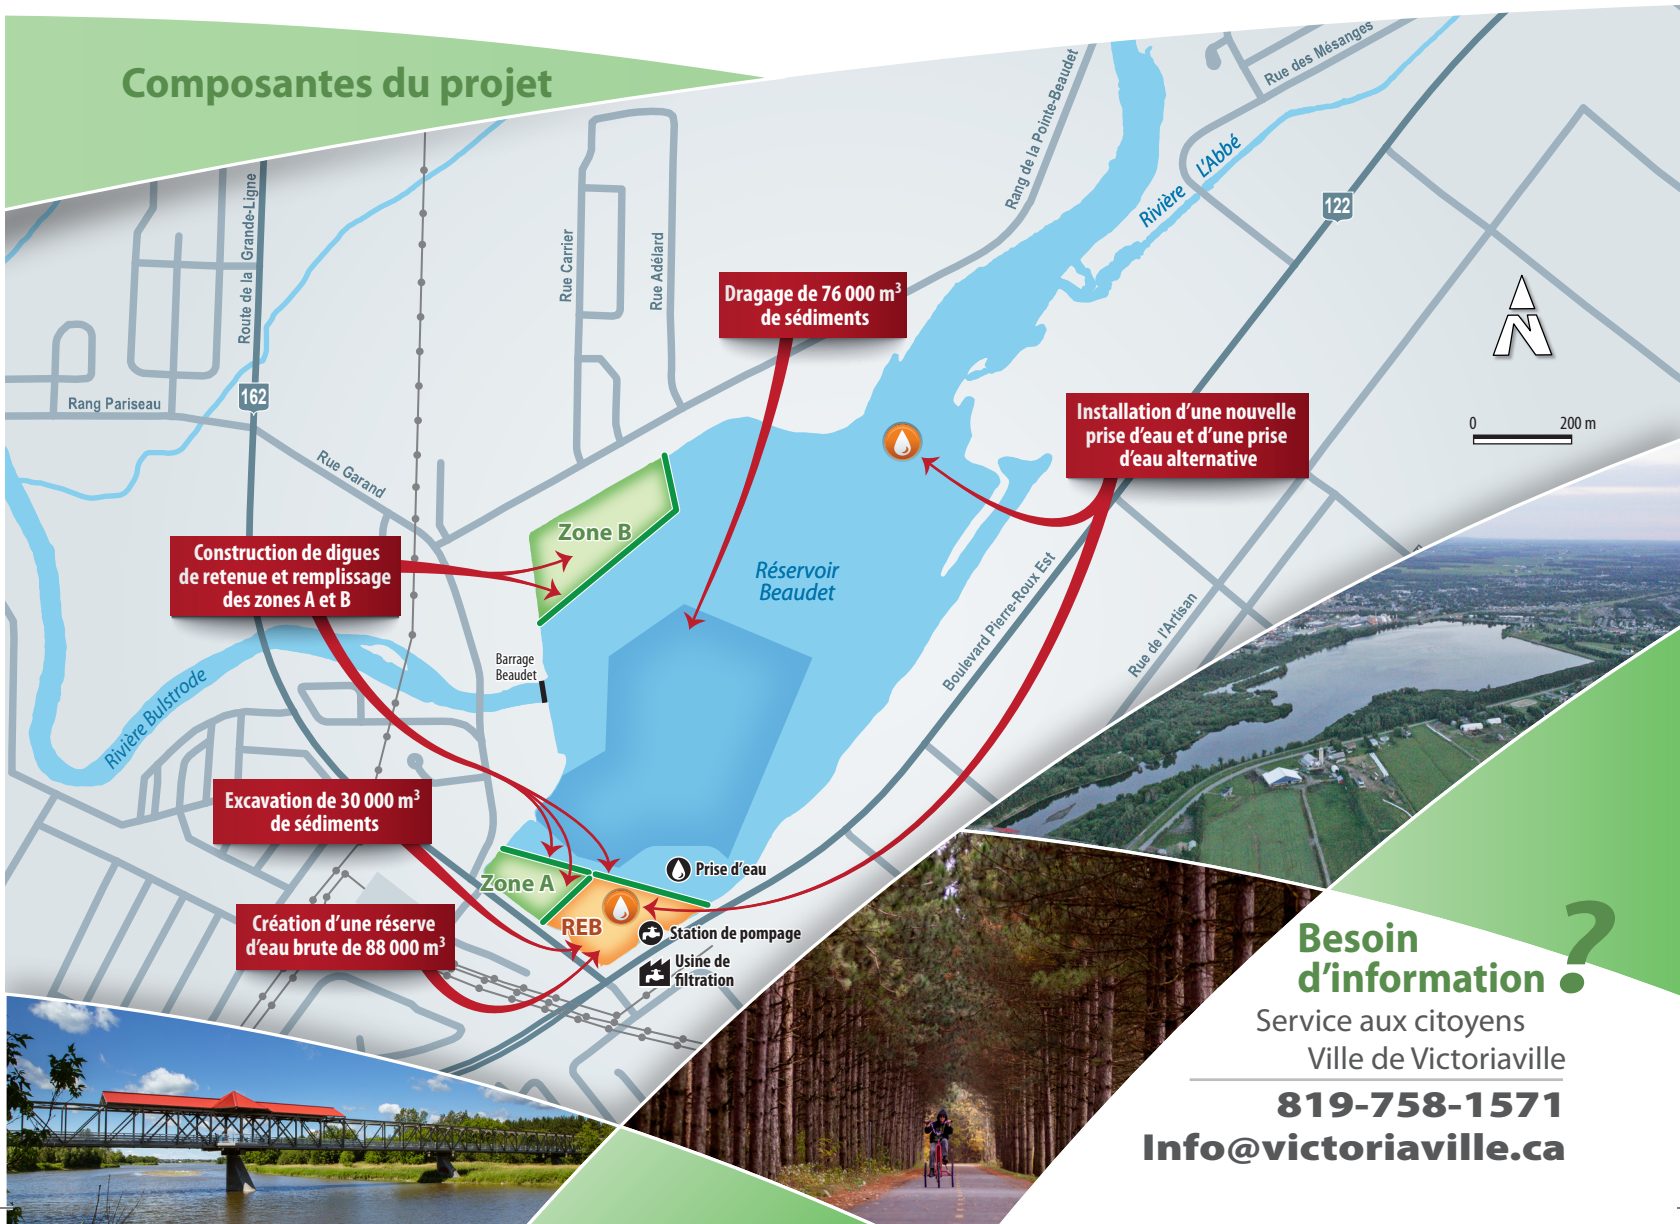 Composantes du projet
Rue des Mésanges
Rang de la Pointe-Beaudet
Rivière L'Abbé
122
Route de la Grande-Ligne
Rue Carrier
Rue Adélard
Dragage de 76 000 m³
de sédiments
N
162
Rang Pariseau
Installation d'une nouvelle
prise d'eau et d'une prise
d'eau alternative
0 200 m
Rue Garand
Zone B
Construction de digues
de retenue et remplissage
des zones A et B
Réservoir
Beaudet
Boulevard Pierre-Roux Est
Rue de l'Artisan
Barrage
Beaudet
Rivière Bulstrode
Excavation de 30 000 m³
de sédiments
Prise d'eau
Zone A
REB
Création d'une réserve
d'eau brute de 88 000 m³
Station de pompage
Usine de
filtration
Besoin
d'information ?
Service aux citoyens
Ville de Victoriaville
819-758-1571
Info@victoriaville.ca